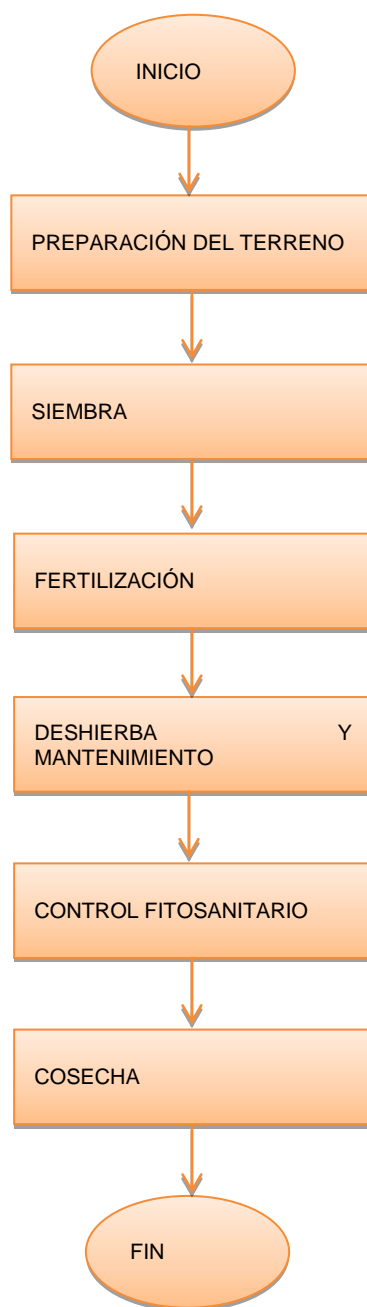 INICIO
PREPARACIÓN DEL TERRENO
SIEMBRA
FERTILIZACIÓN
DESHIERBA Y
MANTENIMIENTO
CONTROL FITOSANITARIO
COSECHA
FIN